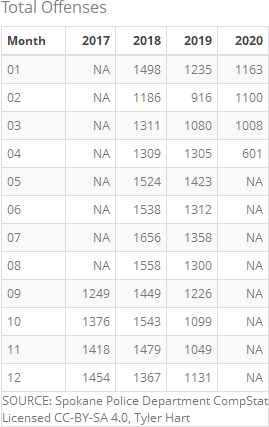 Total Offenses
Month 2017 2018 2019 2020
01 NA 1498 1235 1163
02 NA 1186 916 1100
03 NA 1311 1080 1008
04 NA 1309 1305 601
05 NA 1524 1423 NA
06 NA 1538 1312 NA
07 NA 1656 1358 NA
08 NA 1558 1300 NA
09 1249 1449 1226 NA
10 1376 1543 1099 NA
11 1418 1479 1049 NA
12 1454 1367 1131 NA
SOURCE: Spokane Police Department CompStat
Licensed CC-BY-SA 4.0, Tyler Hart